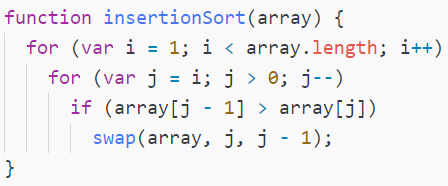 function insertionSort(array) {
  for (var i = 1; i < array.length; i++)
    for (var j = i; j > 0; j--)
      if (array[j - 1] > array[j])
        swap(array, j, j - 1);
}